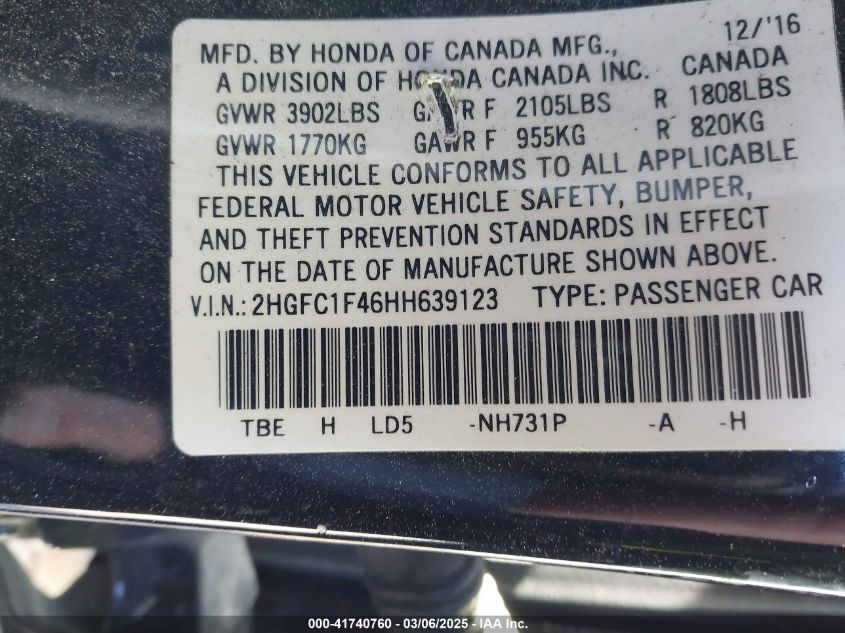 12/'16
MFD. BY HONDA OF CANADA MFG.,
A DIVISION OF HONDA CANADA INC. CANADA
GVWR 3902LBS GAWR F 2105LBS R 1808LBS
GVWR 1770KG GAWR F 955KG R 820KG
THIS VEHICLE CONFORMS TO ALL APPLICABLE
FEDERAL MOTOR VEHICLE SAFETY, BUMPER,
AND THEFT PREVENTION STANDARDS IN EFFECT
ON THE DATE OF MANUFACTURE SHOWN ABOVE.
V.I.N.: 2HGFC1F46HH639123 TYPE: PASSENGER CAR
TBE H LD5 -NH731P -A -H
000-41740760 - 03/06/2025 - IAA Inc.